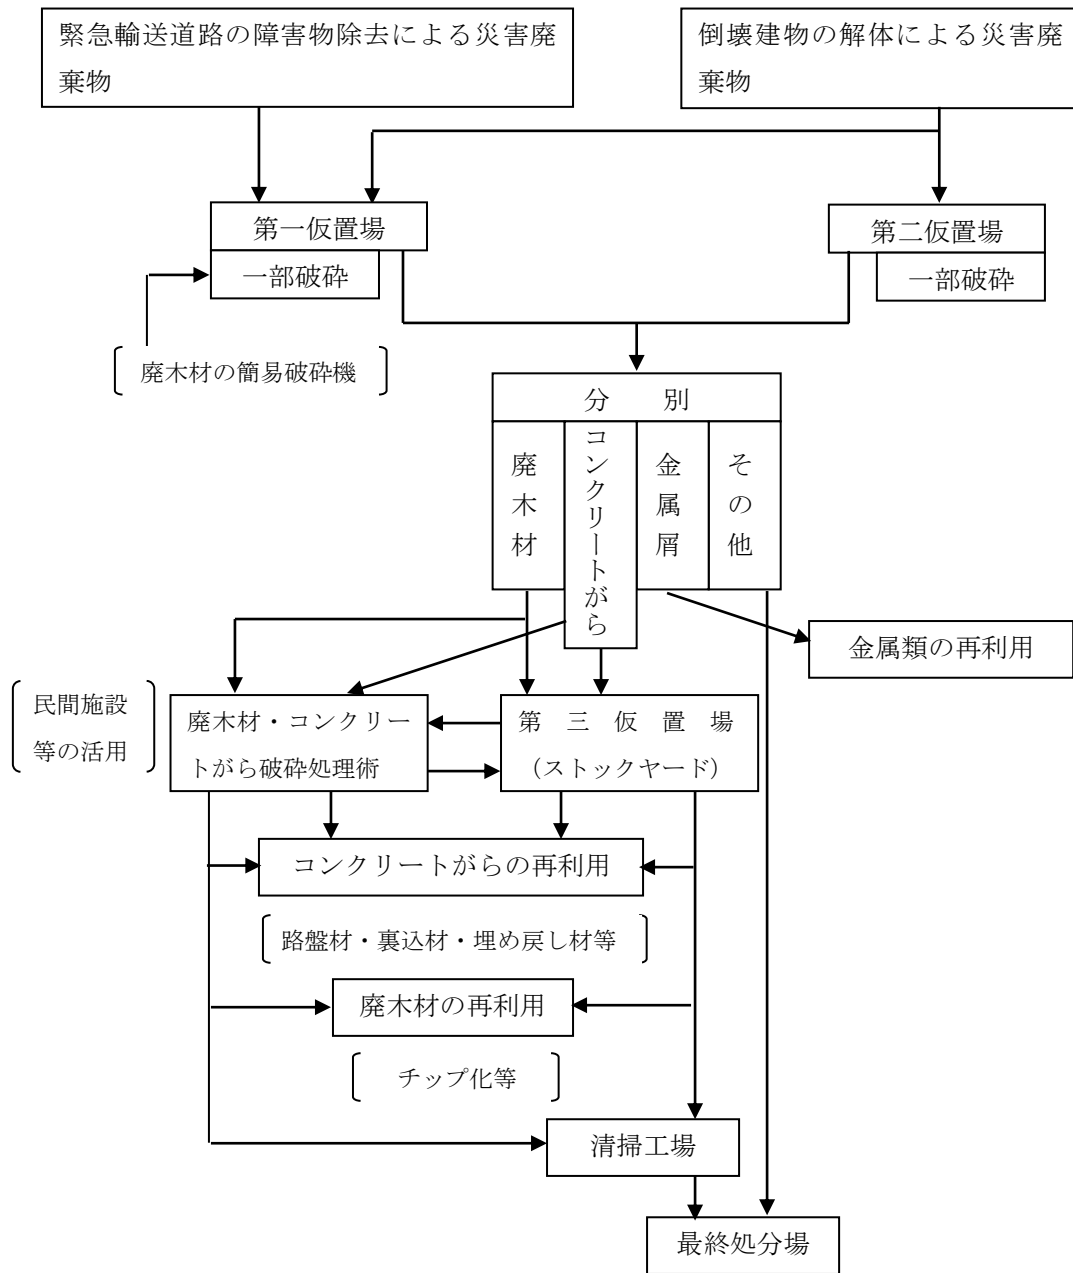 緊急輸送道路の障害物除去による災害廃
棄物
倒壊建物の解体による災害廃
棄物
第一仮置場
一部破砕
第二仮置場
一部破砕
廃木材の簡易破砕機
分　別
廃木材
コンクリートがら
金属屑
その他
金属類の再利用
民間施設
等の活用
廃木材・コンクリー
トがら破砕処理術
第三仮置場
（ストックヤード）
コンクリートがらの再利用
路盤材・裏込材・埋め戻し材等
廃木材の再利用
チップ化等
清掃工場
最終処分場